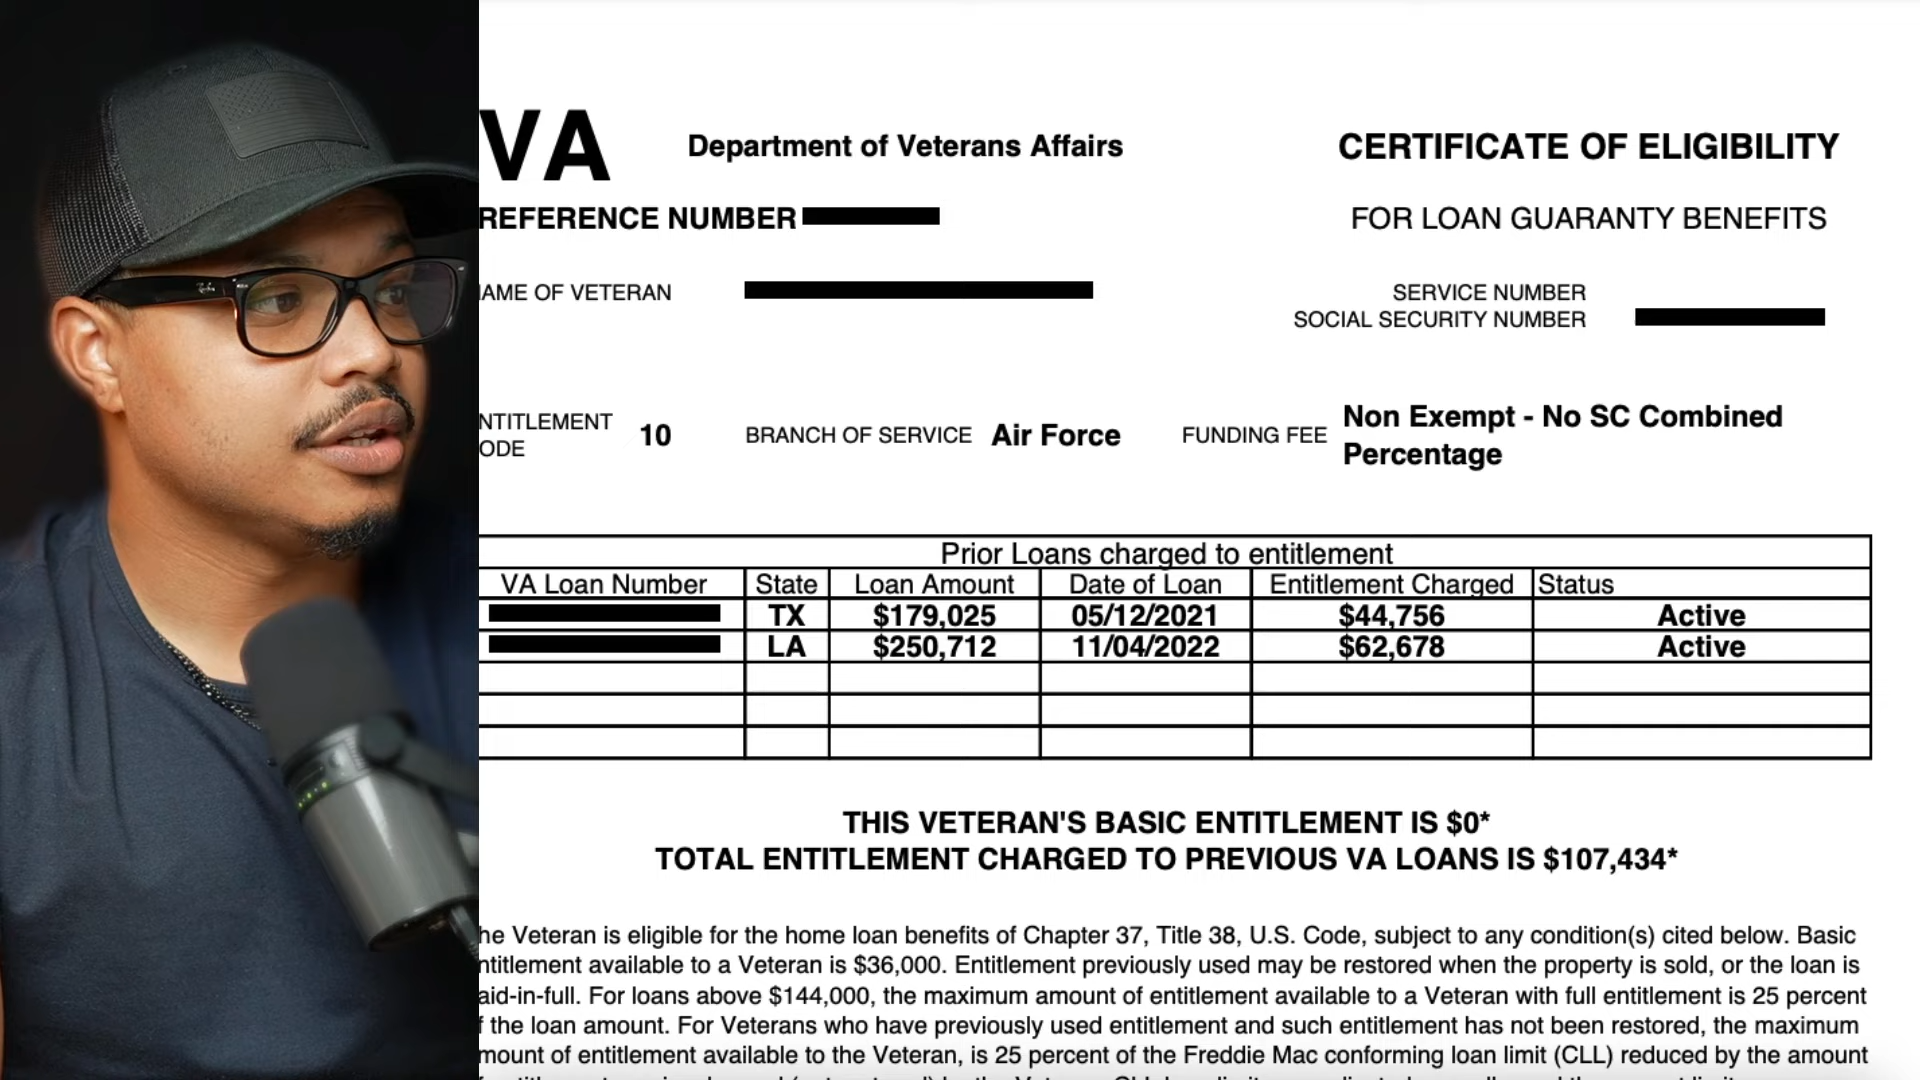 VA
Department of Veterans Affairs
CERTIFICATE OF ELIGIBILITY
REFERENCE NUMBER
FOR LOAN GUARANTY BENEFITS
AME OF VETERAN
SERVICE NUMBER
SOCIAL SECURITY NUMBER
NTITLEMENT
ODE
10
BRANCH OF SERVICE Air Force
FUNDING FEE
Non Exempt - No SC Combined
Percentage
Prior Loans charged to entitlement
VA Loan Number State Loan Amount Date of Loan Entitlement Charged Status
TX $179,025 05/12/2021 $44,756 Active
LA $250,712 11/04/2022 $62,678 Active
THIS VETERAN'S BASIC ENTITLEMENT IS $0*
TOTAL ENTITLEMENT CHARGED TO PREVIOUS VA LOANS IS $107,434*
he Veteran is eligible for the home loan benefits of Chapter 37, Title 38, U.S. Code, subject to any condition(s) cited below. Basic
ntitlement available to a Veteran is $36,000. Entitlement previously used may be restored when the property is sold, or the loan is
aid-in-full. For loans above $144,000, the maximum amount of entitlement available to a Veteran with full entitlement is 25 percent
f the loan amount. For Veterans who have previously used entitlement and such entitlement has not been restored, the maximum
mount of entitlement available to the Veteran, is 25 percent of the Freddie Mac conforming loan limit (CLL) reduced by the amount